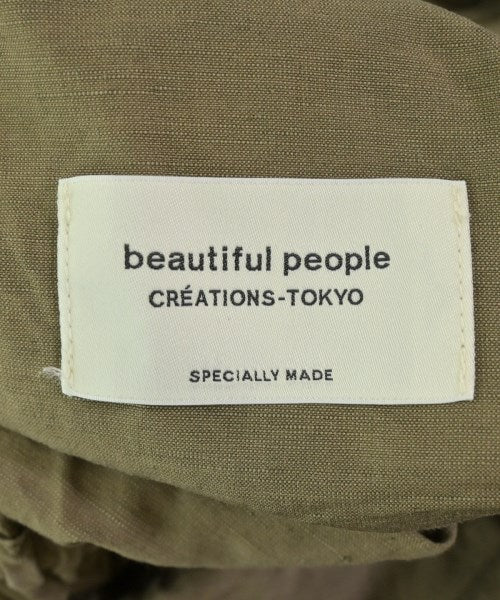 beautiful people
CRÉATIONS-TOKYO
SPECIALLY MADE